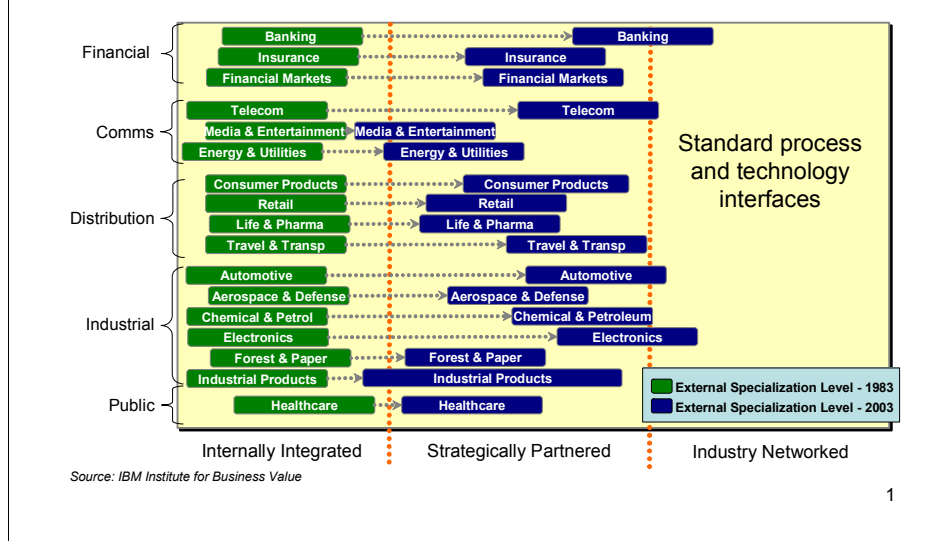 Financial
Banking
Banking
Insurance
Insurance
Financial Markets
Financial Markets
Comms
Telecom
Telecom
Media & Entertainment
Media & Entertainment
Energy & Utilities
Energy & Utilities
Standard process
and technology
interfaces
Distribution
Consumer Products
Consumer Products
Retail
Retail
Life & Pharma
Life & Pharma
Travel & Transp
Travel & Transp
Industrial
Automotive
Automotive
Aerospace & Defense
Aerospace & Defense
Chemical & Petrol
Chemical & Petroleum
Electronics
Electronics
Forest & Paper
Forest & Paper
Industrial Products
Industrial Products
Public
Healthcare
Healthcare
External Specialization Level - 1983
External Specialization Level - 2003
Internally Integrated
Strategically Partnered
Industry Networked
Source: IBM Institute for Business Value
1